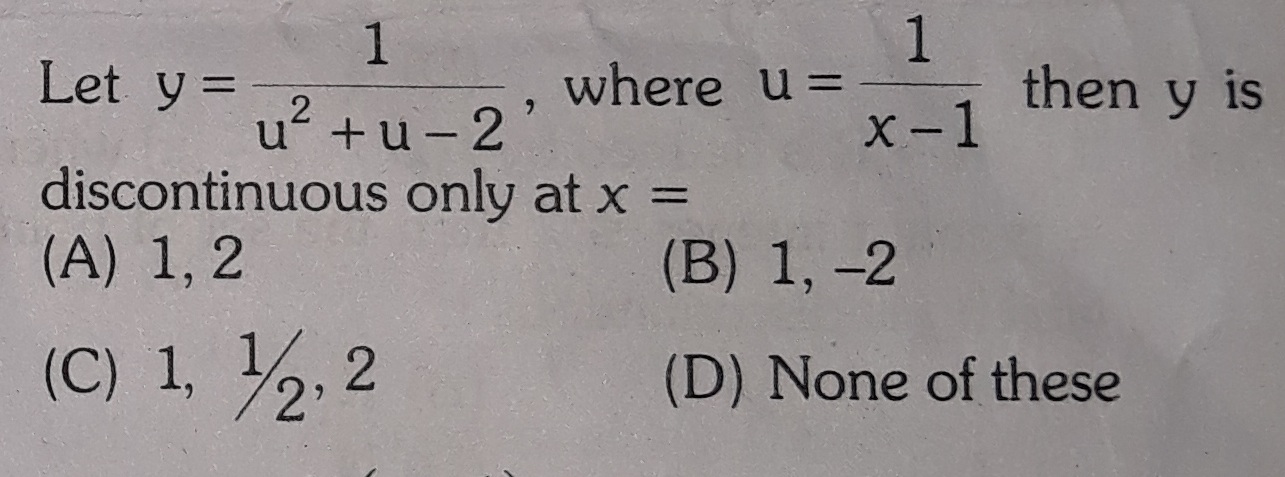 Let y = \frac{1}{u^2 + u - 2}, where u = \frac{1}{x - 1} then y is
discontinuous only at x =
(A) 1, 2 (B) 1, –2
(C) 1, ½, 2 (D) None of these